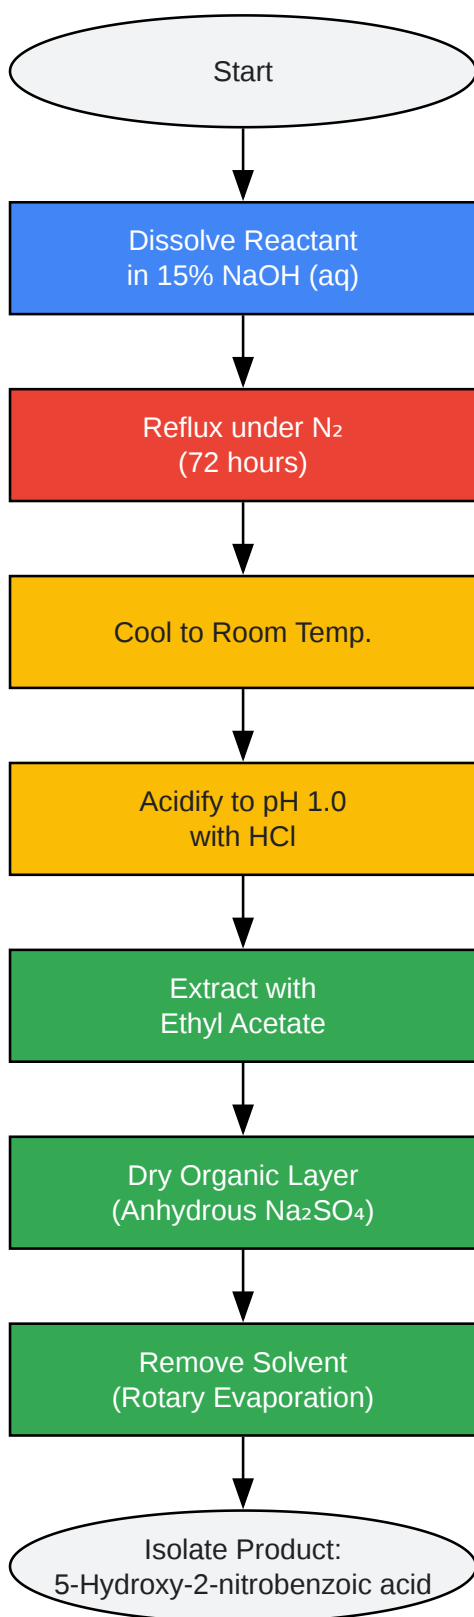 Start
Dissolve Reactant
in 15% NaOH (aq)
Reflux under N₂
(72 hours)
Cool to Room Temp.
Acidify to pH 1.0
with HCl
Extract with
Ethyl Acetate
Dry Organic Layer
(Anhydrous Na₂SO₄)
Remove Solvent
(Rotary Evaporation)
Isolate Product:
5-Hydroxy-2-nitrobenzoic acid